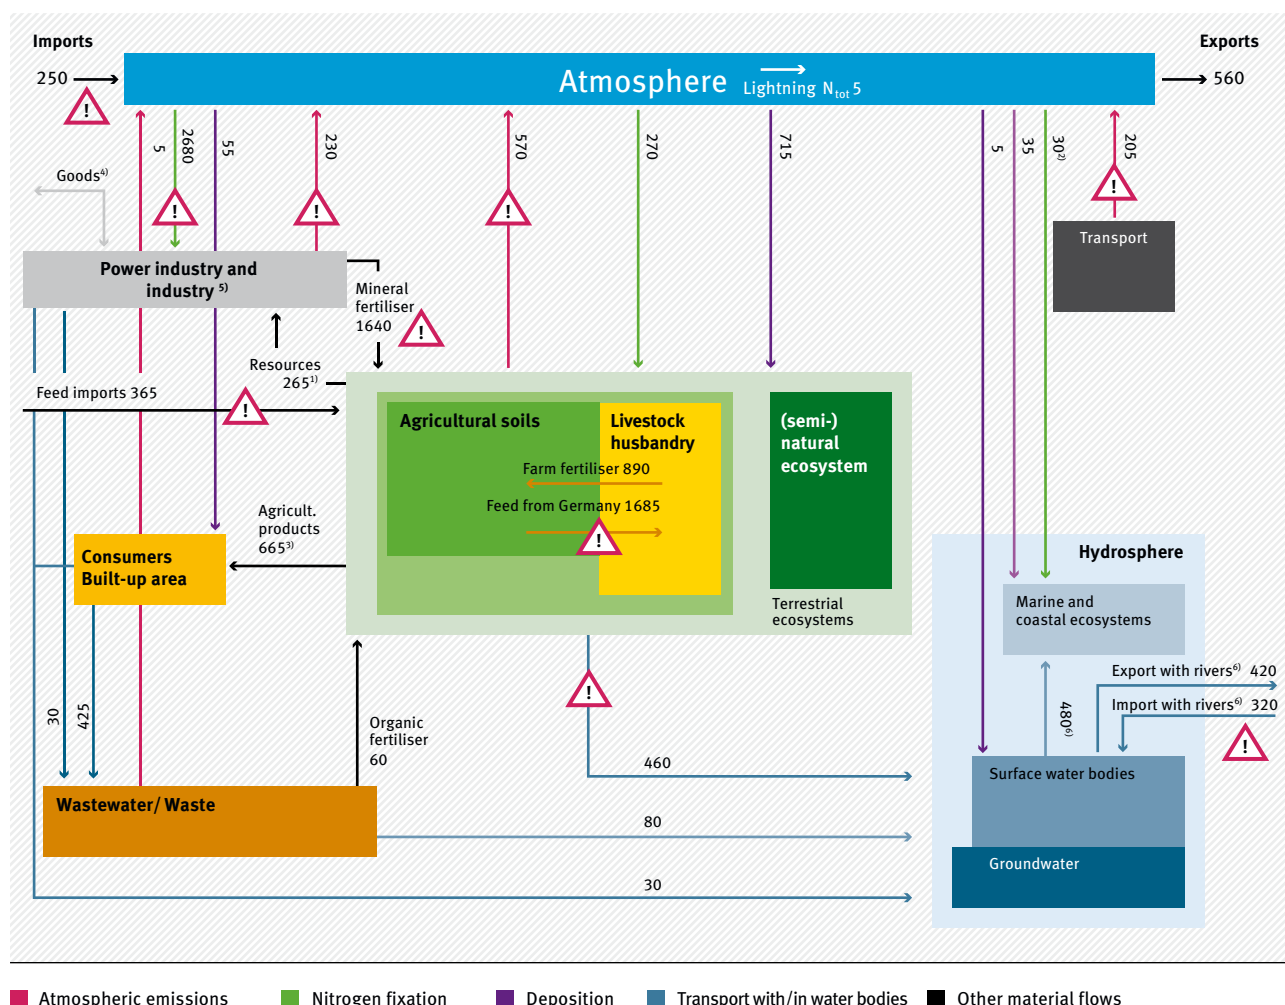 Imports
Exports
250
Atmosphere
Lightning Ntot 5
560
!
5
2680
55
230
570
270
715
5
35
30²⁾
205
Goods⁴⁾
!
!
!
!
Transport
Power industry and
industry ⁵⁾
Mineral
fertiliser
1640
!
Resources
265¹⁾
Feed imports 365
!
Agricultural soils
Livestock
husbandry
(semi-)
natural
ecosystem
Farm fertiliser 890
Feed from Germany 1685
!
Agricult.
products
665³⁾
Consumers
Built-up area
Terrestrial
ecosystems
Hydrosphere
Marine and
coastal ecosystems
Export with rivers⁶⁾ 420
Import with rivers⁶⁾ 320
!
!
30
425
480⁶⁾
Organic
fertiliser
60
460
Surface water bodies
Wastewater/ Waste
80
Groundwater
30
Atmospheric emissions
Nitrogen fixation
Deposition
Transport with/in water bodies
Other material flows